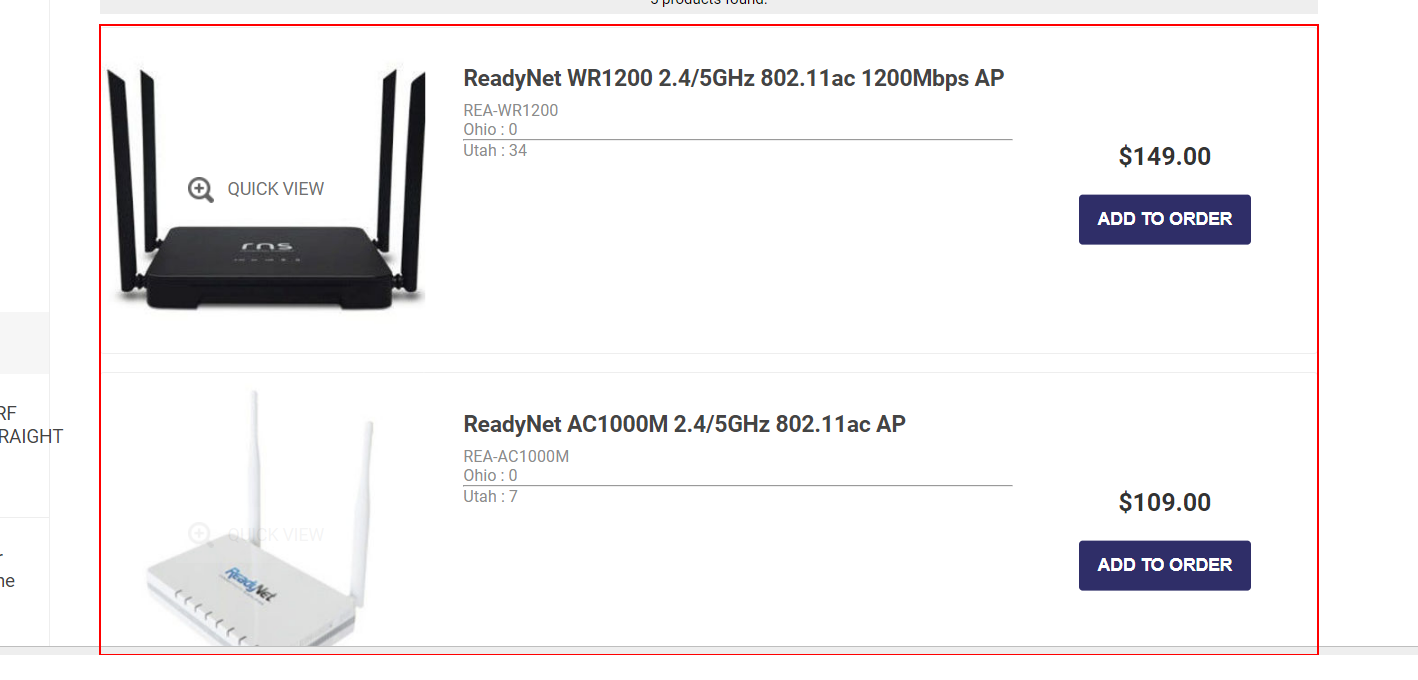 5 products found.
ReadyNet WR1200 2.4/5GHz 802.11ac 1200Mbps AP
REA-WR1200
Ohio : 0
Utah : 34
$149.00
QUICK VIEW
ADD TO ORDER
rns
RF
RAIGHT
ReadyNet AC1000M 2.4/5GHz 802.11ac AP
REA-AC1000M
Ohio : 0
Utah : 7
$109.00
QUICK VIEW
ADD TO ORDER
ReadyNet